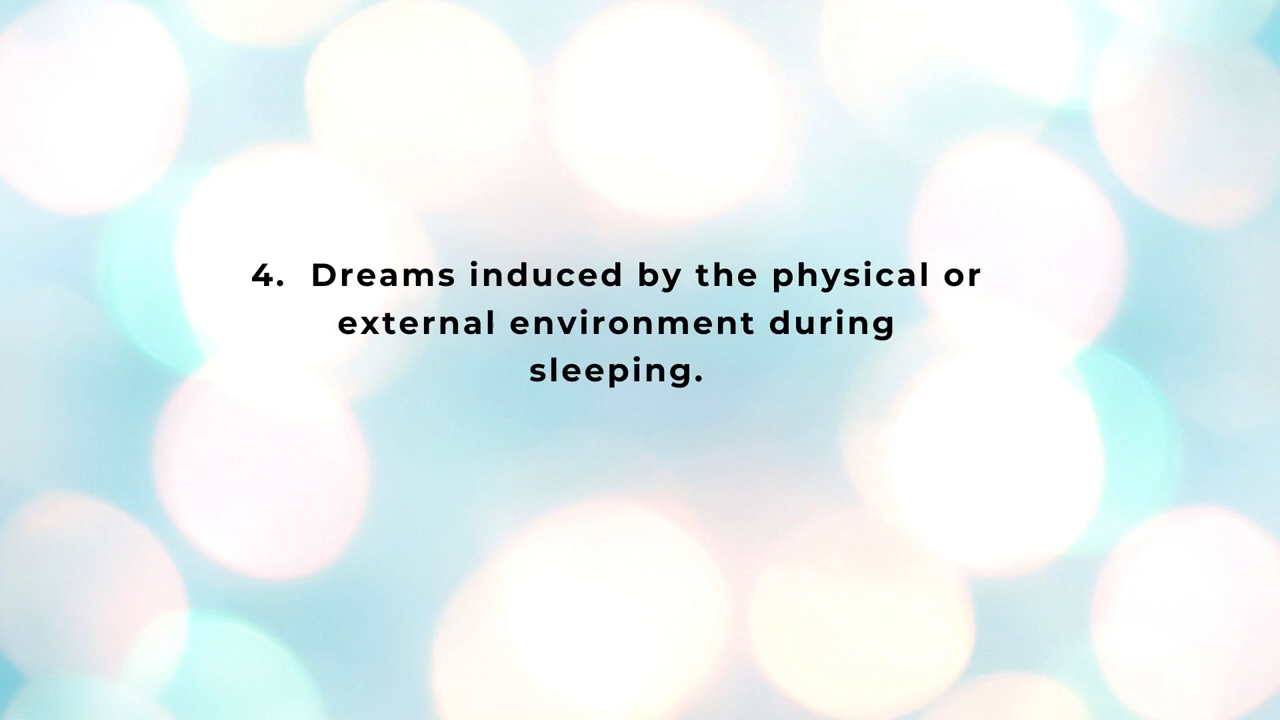 4. Dreams induced by the physical or
external environment during
sleeping.